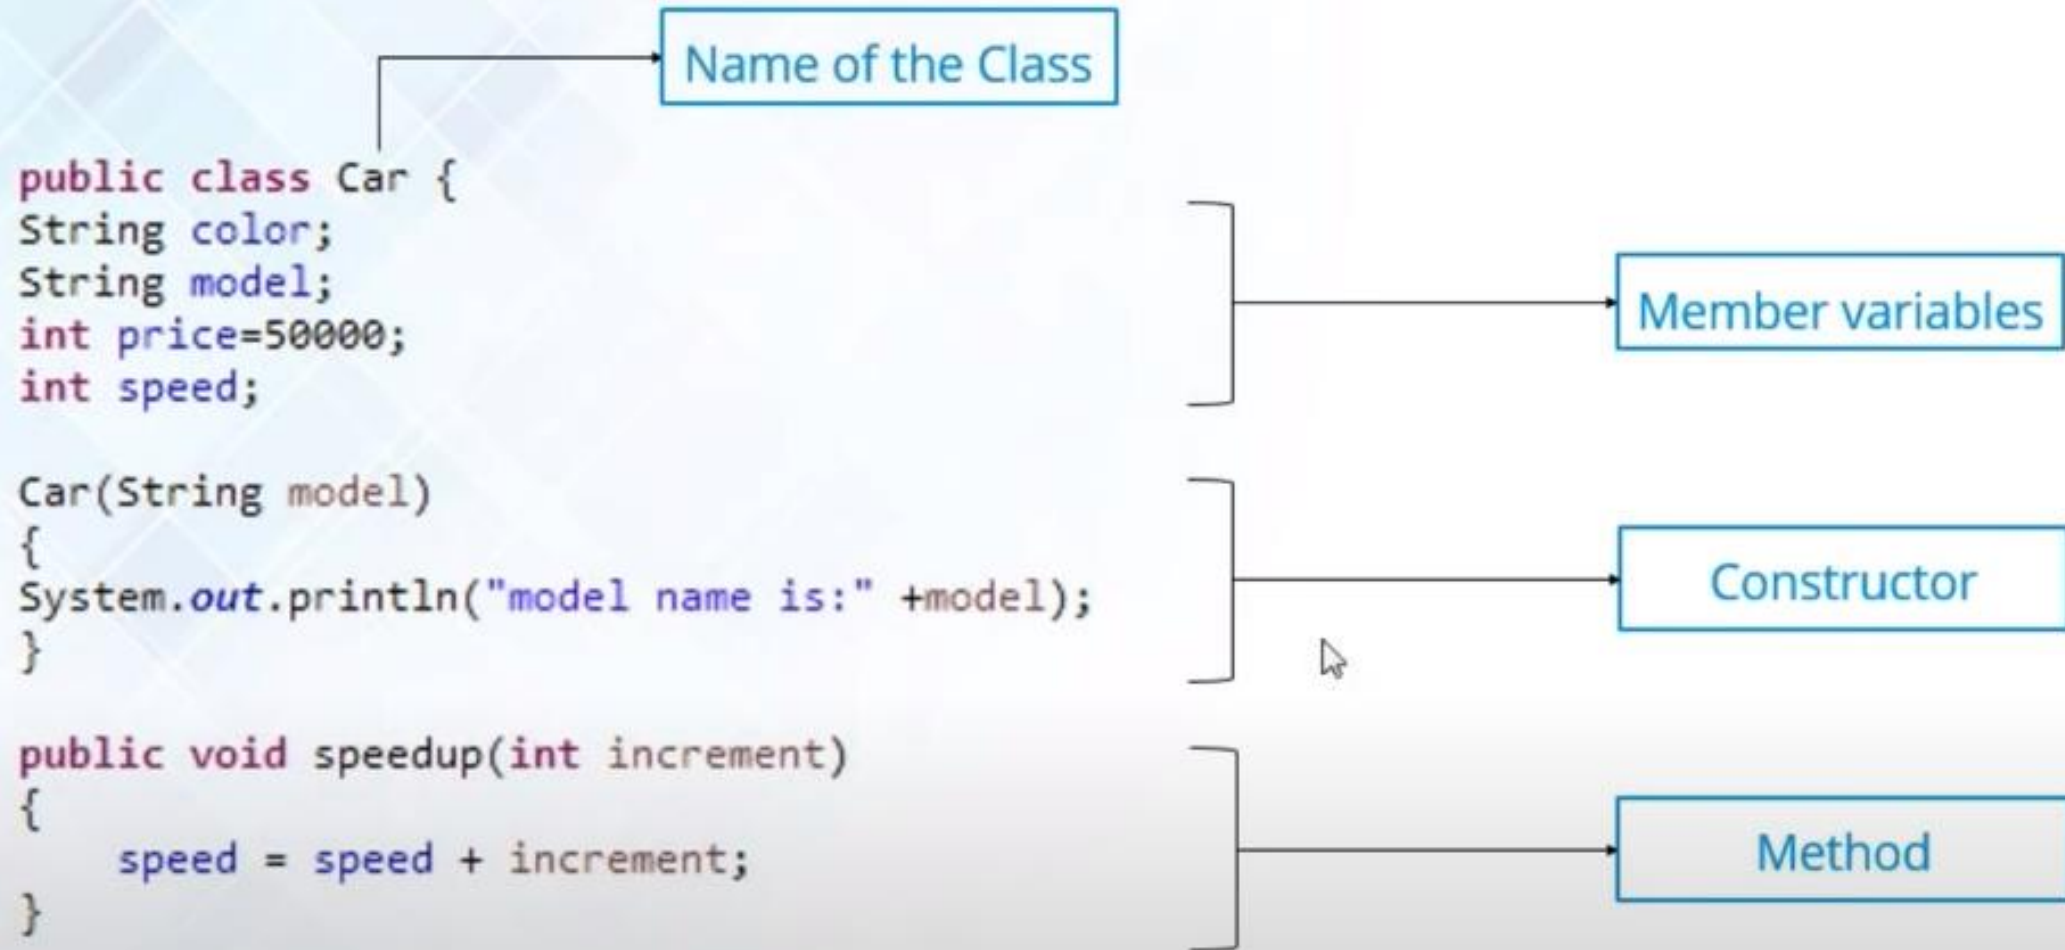 Name of the Class
public class Car {
String color;
String model;
int price=50000;
int speed;
Member variables
Car(String model)
{
System.out.println("model name is:" +model);
}
Constructor
public void speedup(int increment)
{
speed = speed + increment;
}
Method